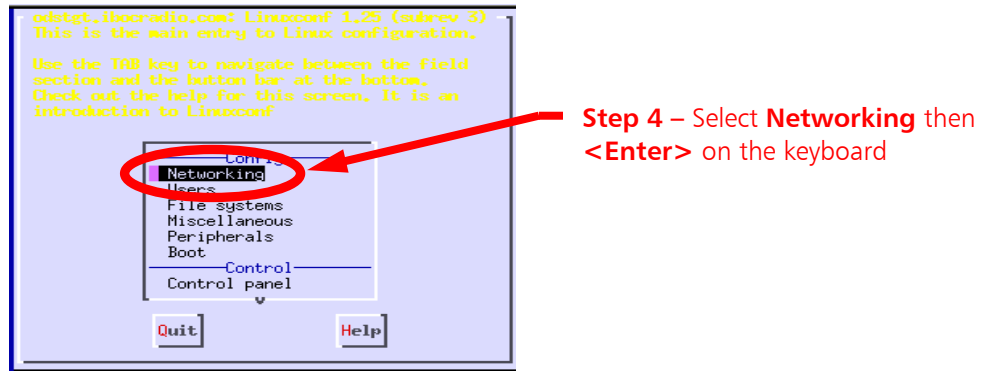 This is the main entry to Linux configuration.
Use the TAB key to navigate between the field
section and the button bar at the bottom.
Check out the help for this screen. It is an
introduction to Linuxconf
Config
Networking
Users
File systems
Miscellaneous
Peripherals
Boot
Control
Control panel
Quit Help
Step 4 – Select Networking then
<Enter> on the keyboard